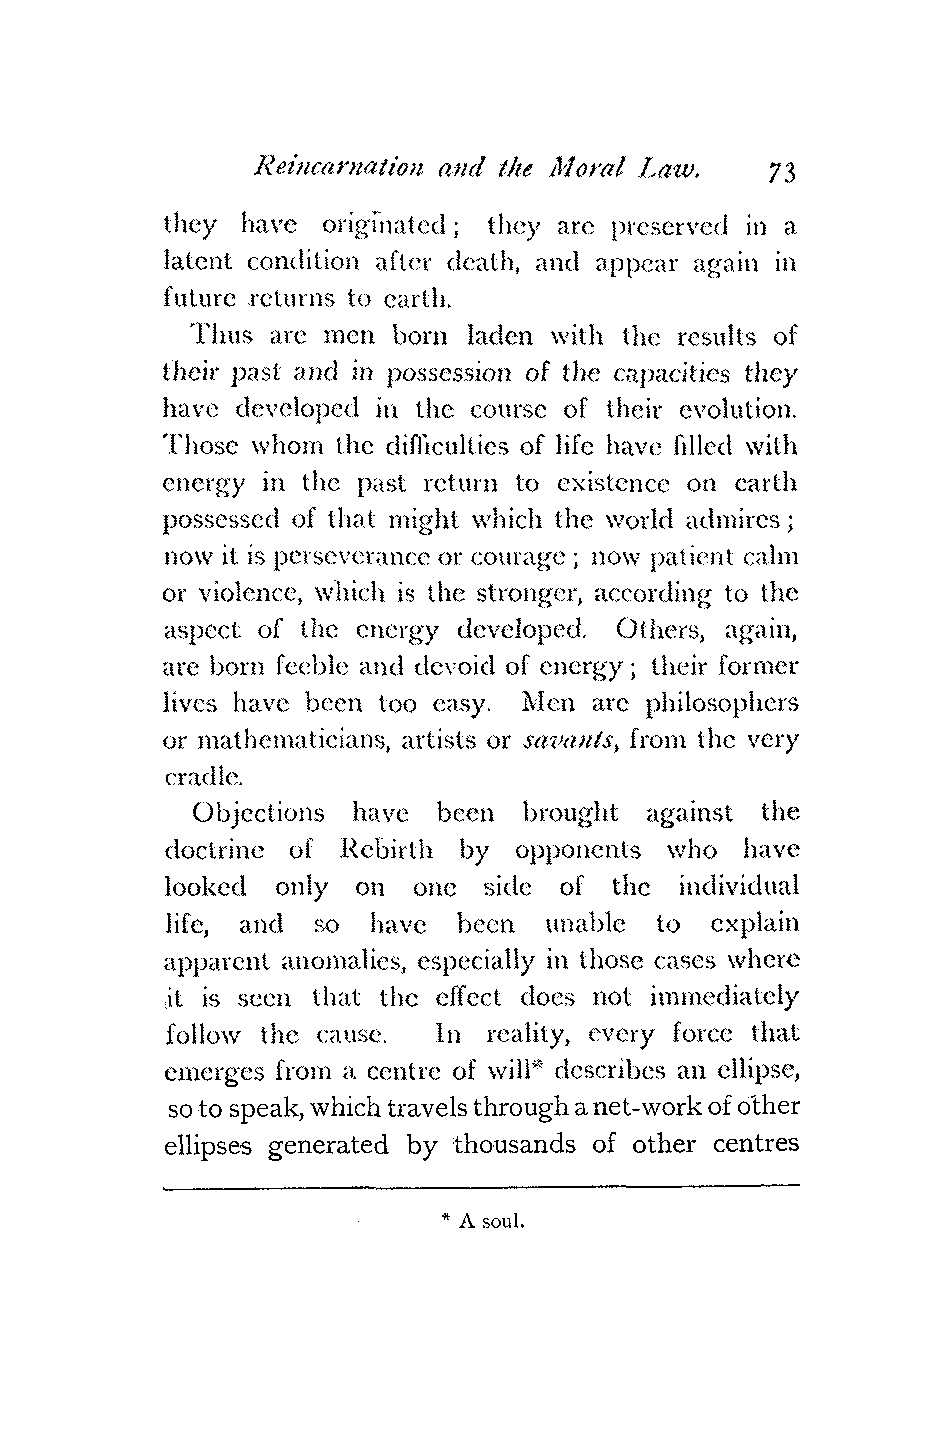 Reincarnation and the Moral Law. 73
they have originated; they are preserved in a
latent condition after death, and appear again in
future returns to earth.
Thus are men born laden with the results of
their past and in possession of the capacities they
have developed in the course of their evolution.
Those whom the difficulties of life have filled with
energy in the past return to existence on earth
possessed of that might which the world admires;
now it is perseverance or courage; now patient calm
or violence, which is the stronger, according to the
aspect of the energy developed. Others, again,
are born feeble and devoid of energy; their former
lives have been too easy. Men are philosophers
or mathematicians, artists or savants, from the very
cradle.
Objections have been brought against the
doctrine of Rebirth by opponents who have
looked only on one side of the individual
life, and so have been unable to explain
apparent anomalies, especially in those cases where
it is seen that the effect does not immediately
follow the cause. In reality, every force that
emerges from a centre of will* describes an ellipse,
so to speak, which travels through a net-work of other
ellipses generated by thousands of other centres
* A soul.